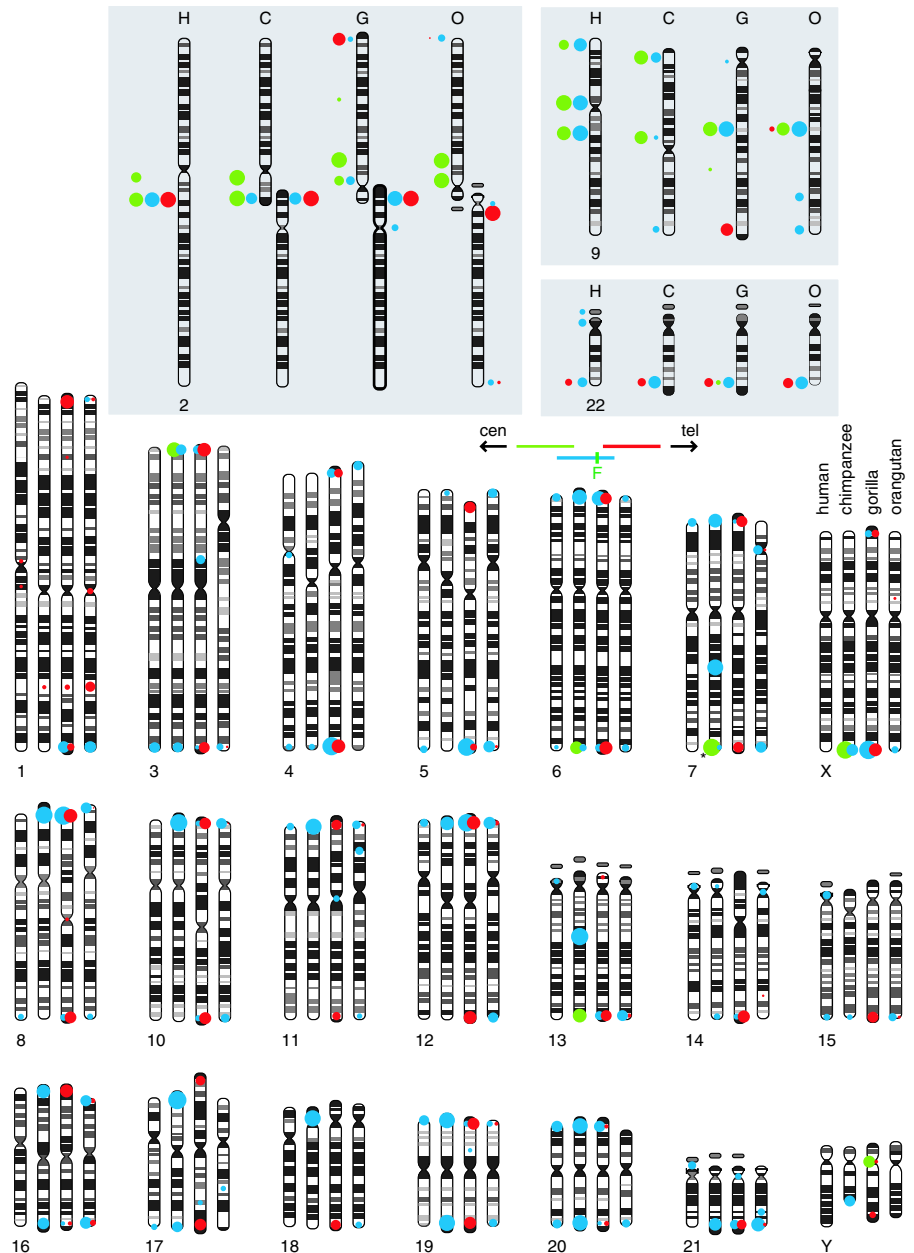 H C G O
2
H C G O
9
H C G O
22
cen tel
F
human
chimpanzee
gorilla
orangutan
1 3 4 5 6 7 * X
8 10 11 12 13 14 15
16 17 18 19 20 21 Y